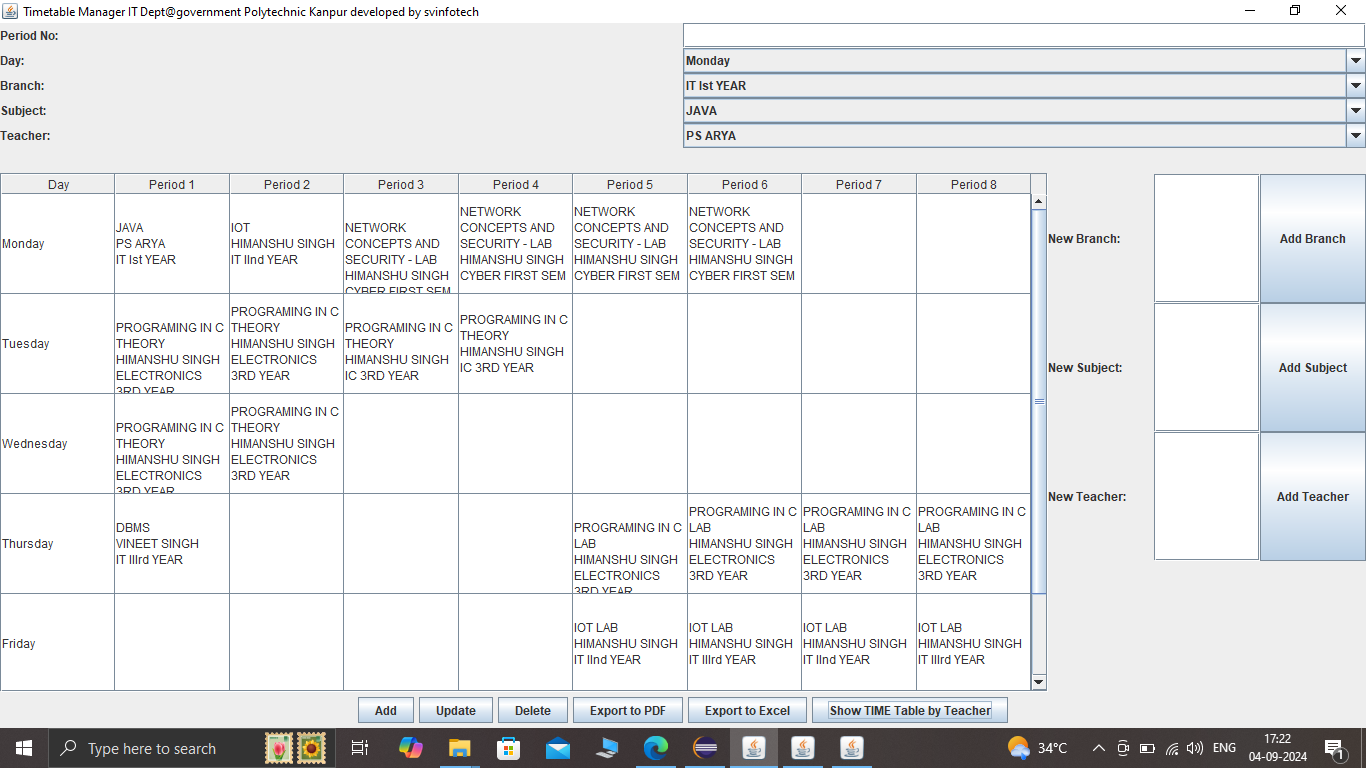 Timetable Manager IT Dept@government Polytechnic Kanpur developed by svinfotech
Period No:
Day:
Monday
Branch:
IT Ist YEAR
Subject:
JAVA
Teacher:
PS ARYA
Day
Period 1
Period 2
Period 3
Period 4
Period 5
Period 6
Period 7
Period 8
Monday
JAVA
PS ARYA
IT Ist YEAR
IOT
HIMANSHU SINGH
IT IInd YEAR
NETWORK
CONCEPTS AND
SECURITY - LAB
HIMANSHU SINGH
CYBER FIRST SEM
NETWORK
CONCEPTS AND
SECURITY - LAB
HIMANSHU SINGH
CYBER FIRST SEM
NETWORK
CONCEPTS AND
SECURITY - LAB
HIMANSHU SINGH
CYBER FIRST SEM
NETWORK
CONCEPTS AND
SECURITY - LAB
HIMANSHU SINGH
CYBER FIRST SEM
Tuesday
PROGRAMING IN C
THEORY
HIMANSHU SINGH
ELECTRONICS
3RD YEAR
PROGRAMING IN C
THEORY
HIMANSHU SINGH
ELECTRONICS
3RD YEAR
PROGRAMING IN C
THEORY
HIMANSHU SINGH
IC 3RD YEAR
PROGRAMING IN C
THEORY
HIMANSHU SINGH
IC 3RD YEAR
Wednesday
PROGRAMING IN C
THEORY
HIMANSHU SINGH
ELECTRONICS
3RD YEAR
PROGRAMING IN C
THEORY
HIMANSHU SINGH
ELECTRONICS
3RD YEAR
Thursday
DBMS
VINEET SINGH
IT IIIrd YEAR
PROGRAMING IN C
LAB
HIMANSHU SINGH
ELECTRONICS
3RD YEAR
PROGRAMING IN C
LAB
HIMANSHU SINGH
ELECTRONICS
3RD YEAR
PROGRAMING IN C
LAB
HIMANSHU SINGH
ELECTRONICS
3RD YEAR
PROGRAMING IN C
LAB
HIMANSHU SINGH
ELECTRONICS
3RD YEAR
Friday
IOT LAB
HIMANSHU SINGH
IT IInd YEAR
IOT LAB
HIMANSHU SINGH
IT IIIrd YEAR
IOT LAB
HIMANSHU SINGH
IT IInd YEAR
IOT LAB
HIMANSHU SINGH
IT IIIrd YEAR
New Branch:
Add Branch
New Subject:
Add Subject
New Teacher:
Add Teacher
Add
Update
Delete
Export to PDF
Export to Excel
Show TIME Table by Teacher
Type here to search
34°C
ENG
17:22
04-09-2024
1